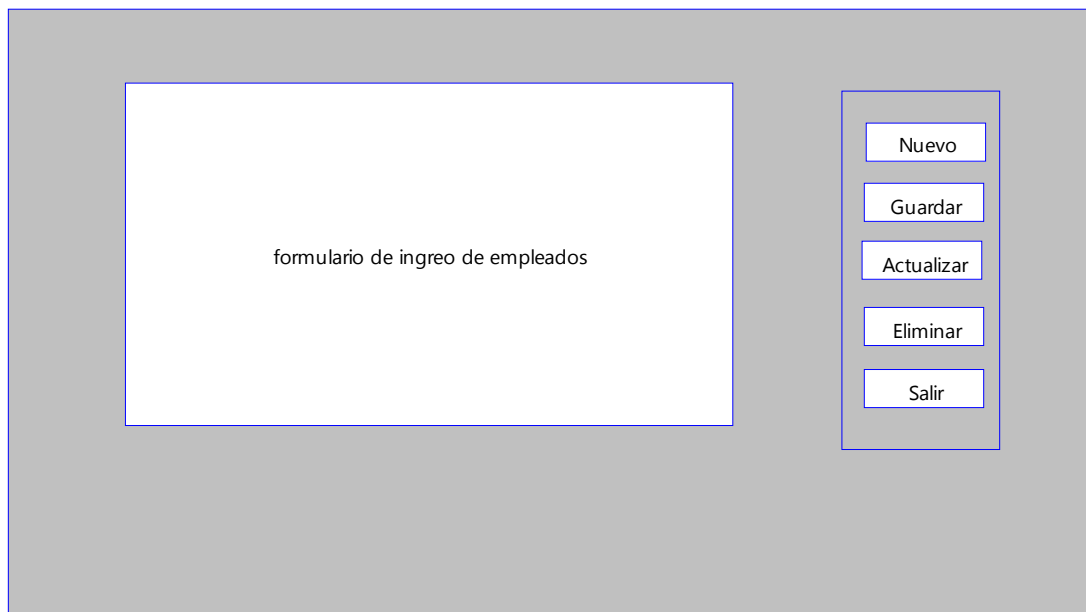 formulario de ingreo de empleados
Nuevo
Guardar
Actualizar
Eliminar
Salir